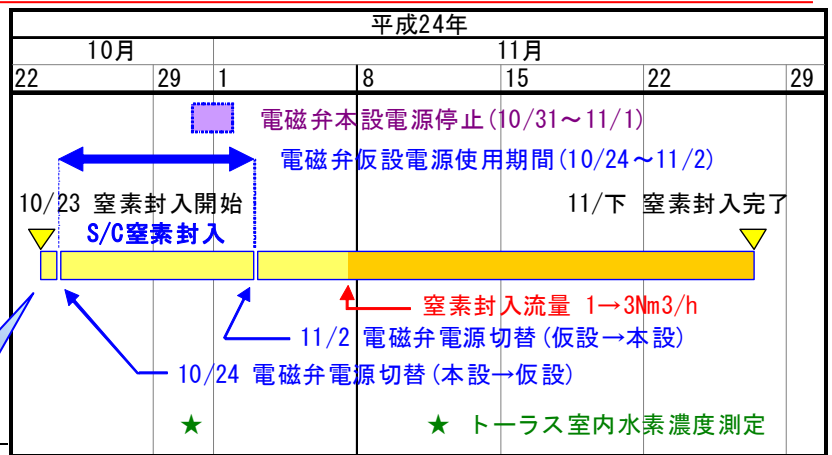 平成24年
10月 11月
22 29 1 8 15 22 29
電磁弁本設電源停止(10/31～11/1)
電磁弁仮設電源使用期間(10/24～11/2)
10/23 窒素封入開始 11/下 窒素封入完了
S/C窒素封入
窒素封入流量 1→3Nm3/h
11/2 電磁弁電源切替(仮設→本設)
10/24 電磁弁電源切替(本設→仮設)
★ ★ トーラス室内水素濃度測定